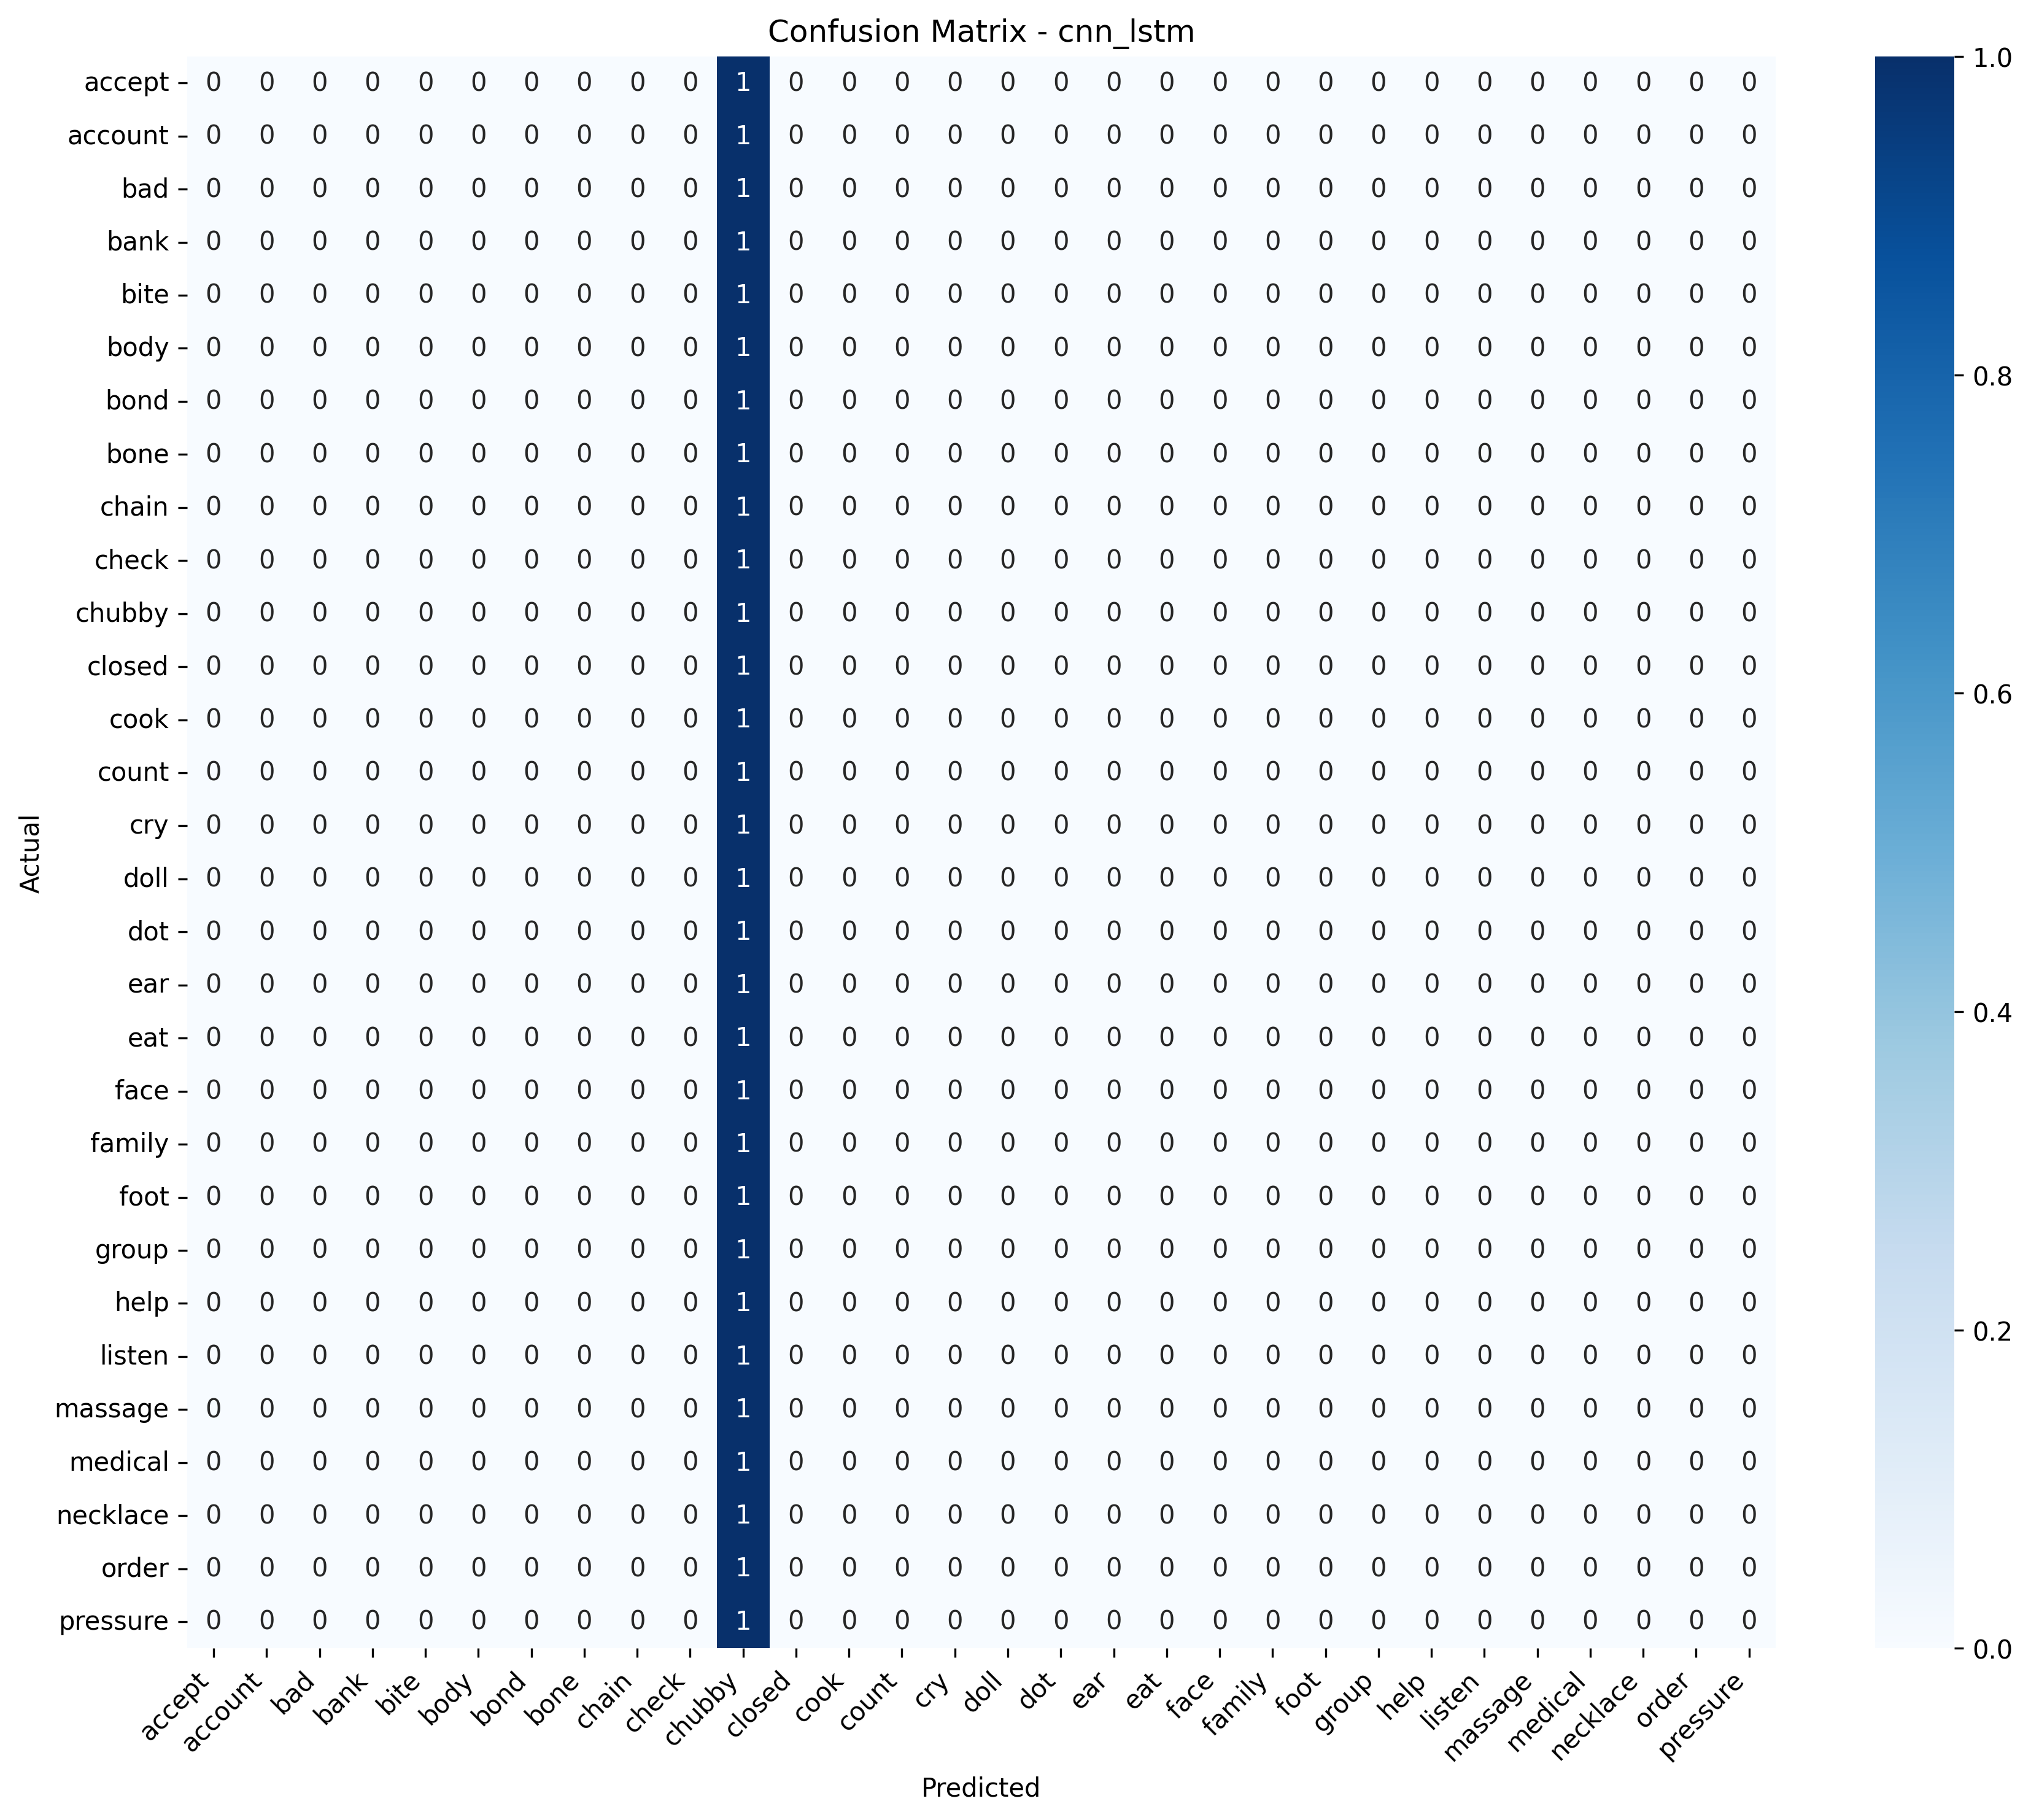 Confusion Matrix - cnn_lstm
accept 0 0 0 0 0 0 0 0 0 0 1 0 0 0 0 0 0 0 0 0 0 0 0 0 0 0 0 0 0 0
account 0 0 0 0 0 0 0 0 0 0 1 0 0 0 0 0 0 0 0 0 0 0 0 0 0 0 0 0 0 0
bad 0 0 0 0 0 0 0 0 0 0 1 0 0 0 0 0 0 0 0 0 0 0 0 0 0 0 0 0 0 0
bank 0 0 0 0 0 0 0 0 0 0 1 0 0 0 0 0 0 0 0 0 0 0 0 0 0 0 0 0 0 0
bite 0 0 0 0 0 0 0 0 0 0 1 0 0 0 0 0 0 0 0 0 0 0 0 0 0 0 0 0 0 0
body 0 0 0 0 0 0 0 0 0 0 1 0 0 0 0 0 0 0 0 0 0 0 0 0 0 0 0 0 0 0
bond 0 0 0 0 0 0 0 0 0 0 1 0 0 0 0 0 0 0 0 0 0 0 0 0 0 0 0 0 0 0
bone 0 0 0 0 0 0 0 0 0 0 1 0 0 0 0 0 0 0 0 0 0 0 0 0 0 0 0 0 0 0
chain 0 0 0 0 0 0 0 0 0 0 1 0 0 0 0 0 0 0 0 0 0 0 0 0 0 0 0 0 0 0
check 0 0 0 0 0 0 0 0 0 0 1 0 0 0 0 0 0 0 0 0 0 0 0 0 0 0 0 0 0 0
chubby 0 0 0 0 0 0 0 0 0 0 1 0 0 0 0 0 0 0 0 0 0 0 0 0 0 0 0 0 0 0
closed 0 0 0 0 0 0 0 0 0 0 1 0 0 0 0 0 0 0 0 0 0 0 0 0 0 0 0 0 0 0
cook 0 0 0 0 0 0 0 0 0 0 1 0 0 0 0 0 0 0 0 0 0 0 0 0 0 0 0 0 0 0
count 0 0 0 0 0 0 0 0 0 0 1 0 0 0 0 0 0 0 0 0 0 0 0 0 0 0 0 0 0 0
cry 0 0 0 0 0 0 0 0 0 0 1 0 0 0 0 0 0 0 0 0 0 0 0 0 0 0 0 0 0 0
doll 0 0 0 0 0 0 0 0 0 0 1 0 0 0 0 0 0 0 0 0 0 0 0 0 0 0 0 0 0 0
dot 0 0 0 0 0 0 0 0 0 0 1 0 0 0 0 0 0 0 0 0 0 0 0 0 0 0 0 0 0 0
ear 0 0 0 0 0 0 0 0 0 0 1 0 0 0 0 0 0 0 0 0 0 0 0 0 0 0 0 0 0 0
eat 0 0 0 0 0 0 0 0 0 0 1 0 0 0 0 0 0 0 0 0 0 0 0 0 0 0 0 0 0 0
face 0 0 0 0 0 0 0 0 0 0 1 0 0 0 0 0 0 0 0 0 0 0 0 0 0 0 0 0 0 0
family 0 0 0 0 0 0 0 0 0 0 1 0 0 0 0 0 0 0 0 0 0 0 0 0 0 0 0 0 0 0
foot 0 0 0 0 0 0 0 0 0 0 1 0 0 0 0 0 0 0 0 0 0 0 0 0 0 0 0 0 0 0
group 0 0 0 0 0 0 0 0 0 0 1 0 0 0 0 0 0 0 0 0 0 0 0 0 0 0 0 0 0 0
help 0 0 0 0 0 0 0 0 0 0 1 0 0 0 0 0 0 0 0 0 0 0 0 0 0 0 0 0 0 0
listen 0 0 0 0 0 0 0 0 0 0 1 0 0 0 0 0 0 0 0 0 0 0 0 0 0 0 0 0 0 0
massage 0 0 0 0 0 0 0 0 0 0 1 0 0 0 0 0 0 0 0 0 0 0 0 0 0 0 0 0 0 0
medical 0 0 0 0 0 0 0 0 0 0 1 0 0 0 0 0 0 0 0 0 0 0 0 0 0 0 0 0 0 0
necklace 0 0 0 0 0 0 0 0 0 0 1 0 0 0 0 0 0 0 0 0 0 0 0 0 0 0 0 0 0 0
order 0 0 0 0 0 0 0 0 0 0 1 0 0 0 0 0 0 0 0 0 0 0 0 0 0 0 0 0 0 0
pressure 0 0 0 0 0 0 0 0 0 0 1 0 0 0 0 0 0 0 0 0 0 0 0 0 0 0 0 0 0 0
Actual
accept account bad bank bite body bond bone chain check chubby closed cook count cry doll dot ear eat face family foot group help listen massage medical necklace order pressure
Predicted
1.0
0.8
0.6
0.4
0.2
0.0